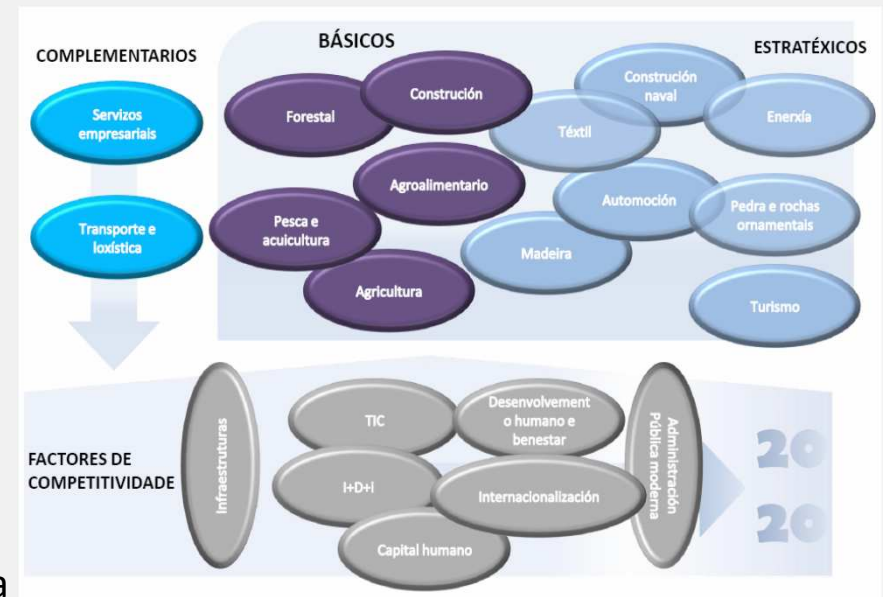 COMPLEMENTARIOS
BÁSICOS
ESTRATÉXICOS
Servizos
empresariais
Transporte e
loxística
Forestal
Construción
Agroalimentario
Pesca e
acuicultura
Agricultura
Construción
naval
Téxtil
Enerxía
Automoción
Pedra e rochas
ornamentais
Madeira
Turismo
FACTORES DE
COMPETITIVIDADE
Infraestruturas
TIC
Desenvolvement
o humano e
benestar
I+D+I
Internacionalización
Capital humano
Administración
Pública moderna
20
20
a